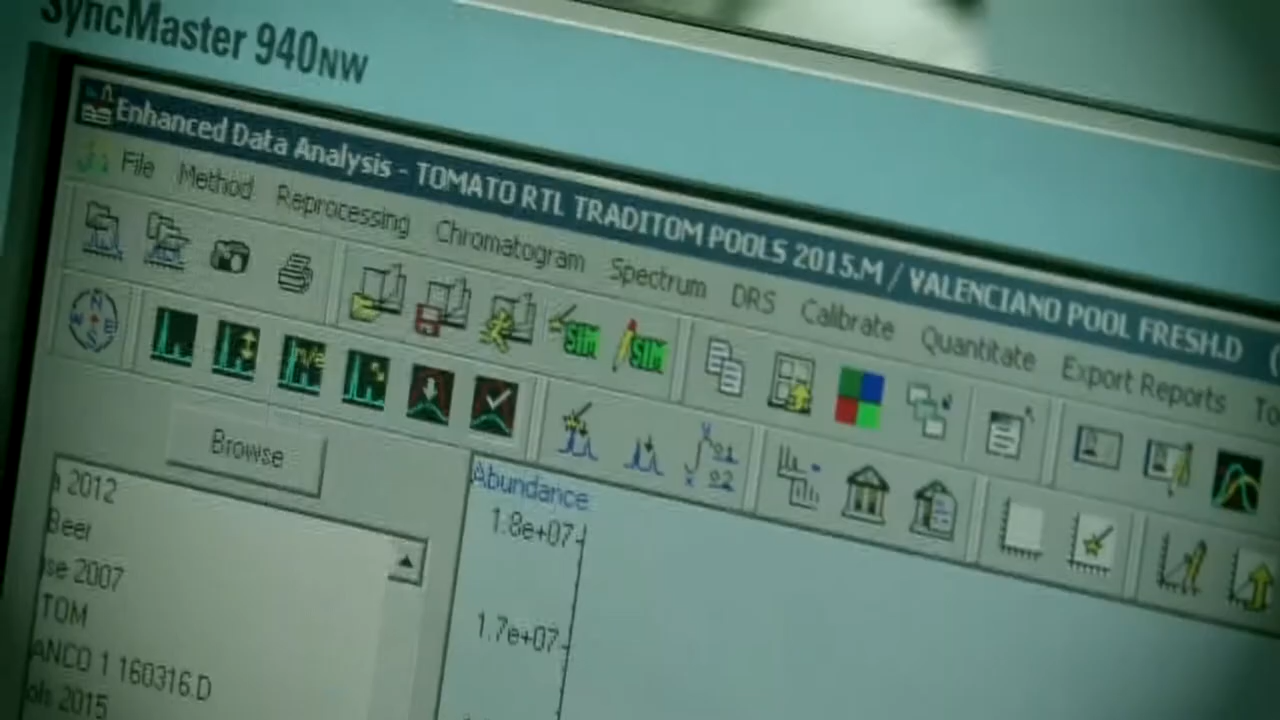 SyncMaster 940NW
Enhanced Data Analysis - TOMATO RTL TRADITOM POOLS 2015.M / VALENCIANO POOL FRESH.D (
File Method Reprocessing Chromatogram Spectrum DRS Calibrate Quantitate Export Reports To
SIM SIM
N
W E
S
Browse
Abundance
1.8e+07
1.7e+07
2012
Beer
se 2007
TOM
ANCO 1 160316.D
ols 2015